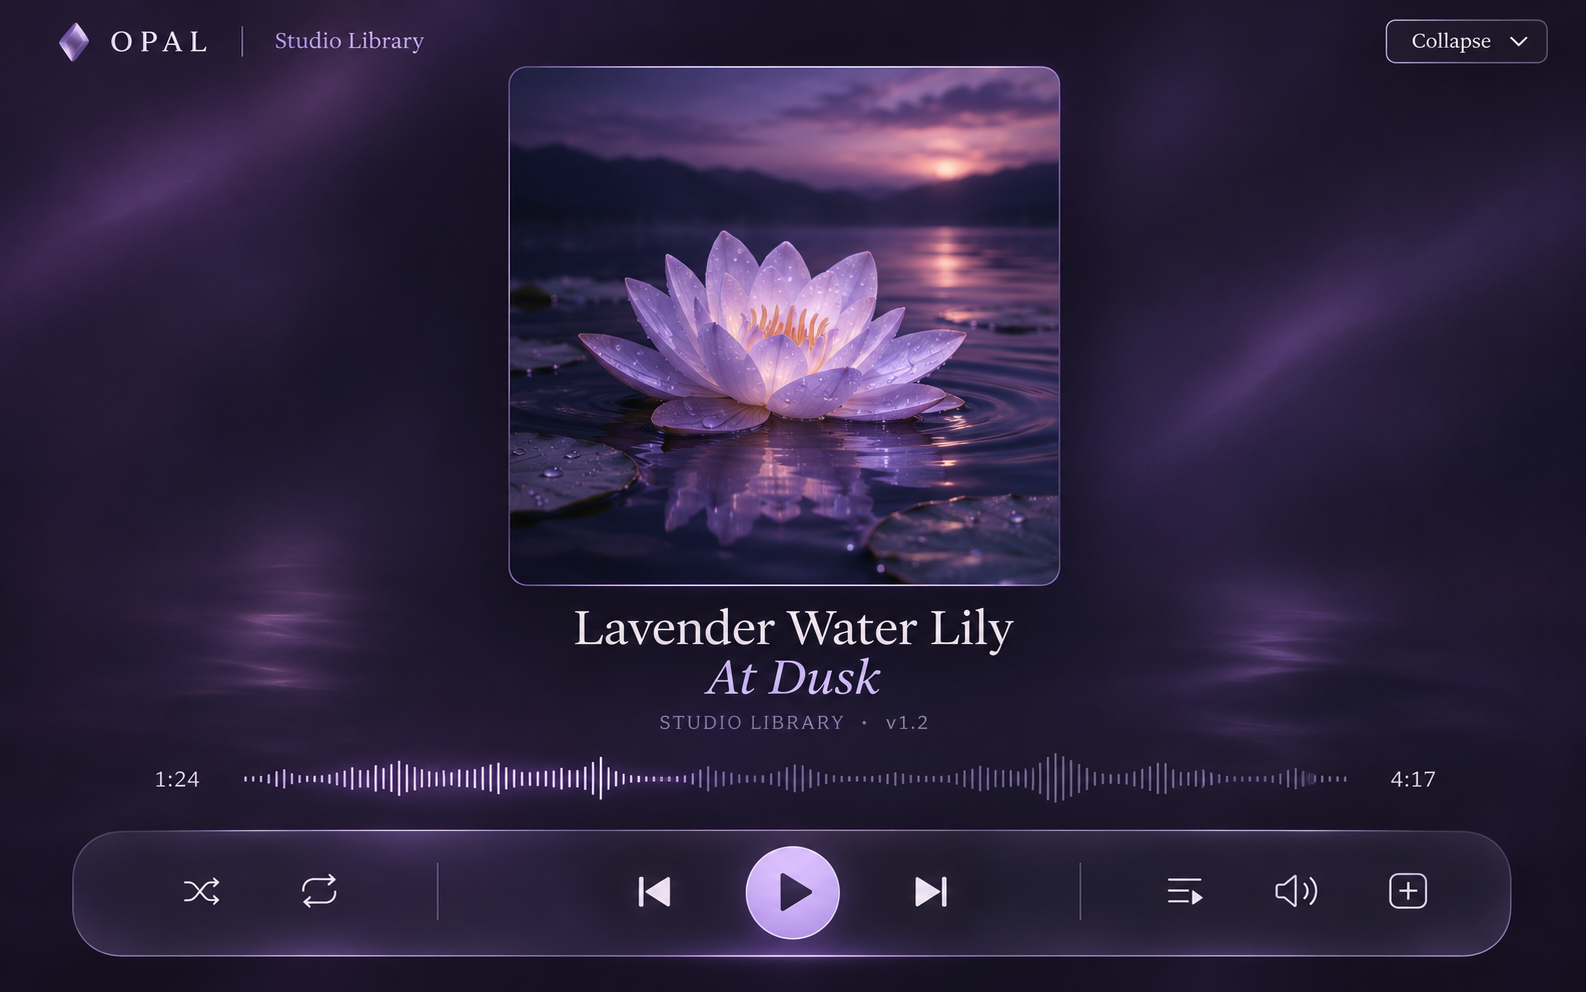 OPAL
Studio Library
Collapse
Lavender Water Lily
At Dusk
STUDIO LIBRARY • v1.2
1:24
4:17